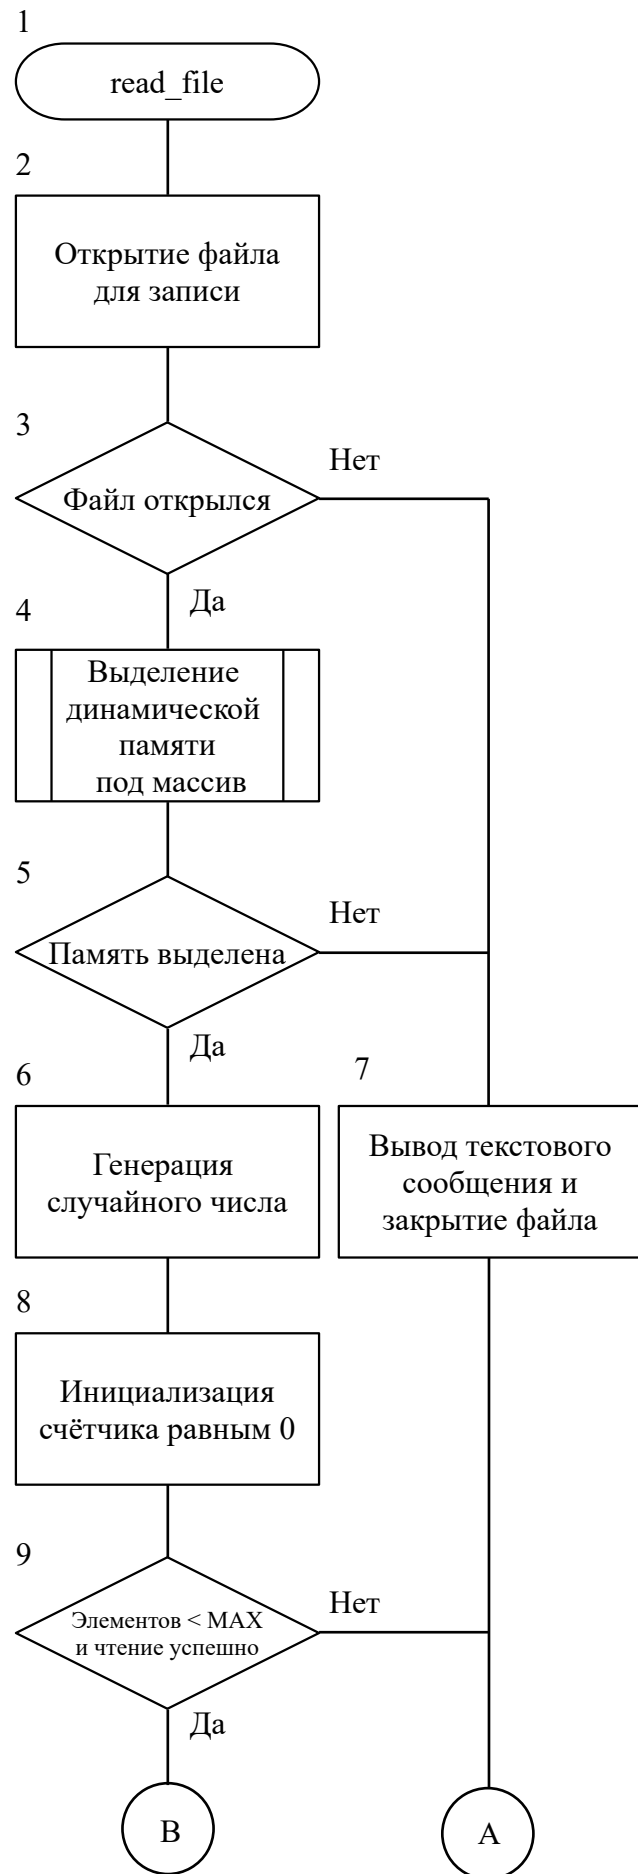 1
read_file
2
Открытие файла
для записи
3
Нет
Файл открылся
Да
4
Выделение
динамической
памяти
под массив
5
Нет
Память выделена
Да
6
7
Генерация
случайного числа
Вывод текстового
сообщения и
закрытие файла
8
Инициализация
счётчика равным 0
9
Нет
Элементов < MAX
и чтение успешно
Да
B
A